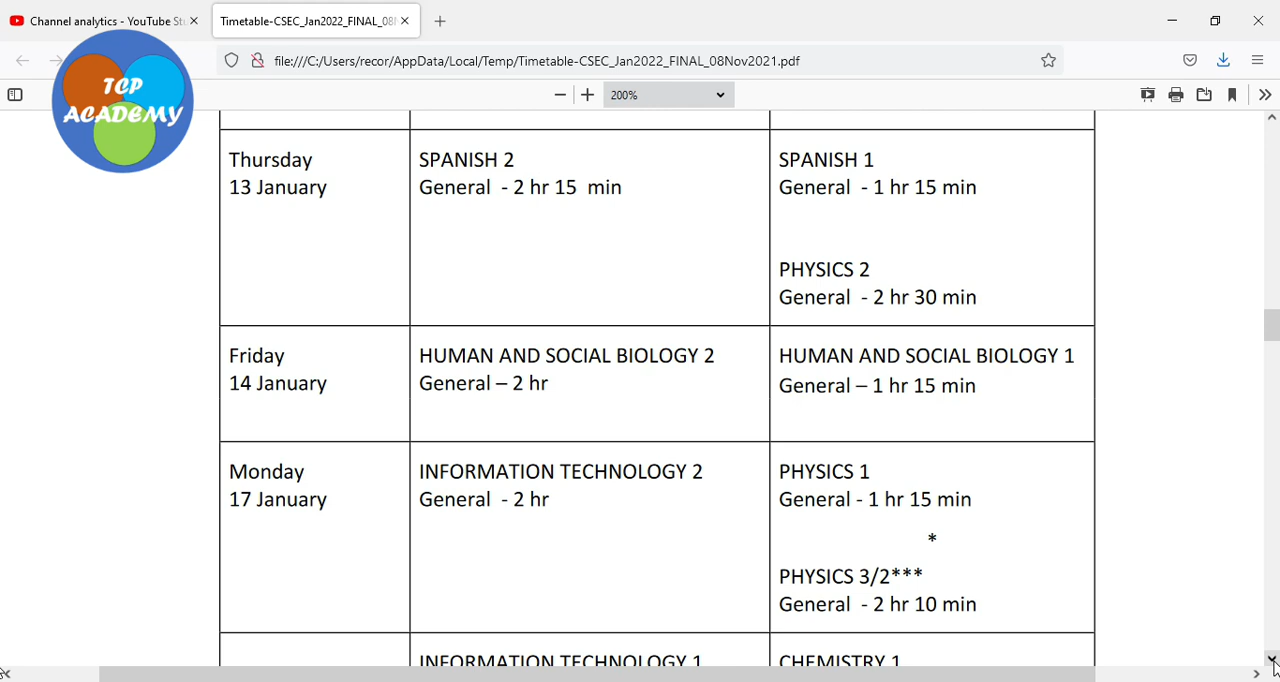 Channel analytics - YouTube St
Timetable-CSEC_Jan2022_FINAL_08
TCP
ACADEMY
file:///C:/Users/recor/AppData/Local/Temp/Timetable-CSEC_Jan2022_FINAL_08Nov2021.pdf
200%
Thursday
13 January
SPANISH 2
General - 2 hr 15 min
SPANISH 1
General - 1 hr 15 min
PHYSICS 2
General - 2 hr 30 min
Friday
14 January
HUMAN AND SOCIAL BIOLOGY 2
General – 2 hr
HUMAN AND SOCIAL BIOLOGY 1
General – 1 hr 15 min
Monday
17 January
INFORMATION TECHNOLOGY 2
General - 2 hr
PHYSICS 1
General - 1 hr 15 min
*
PHYSICS 3/2***
General - 2 hr 10 min
INFORMATION TECHNOLOGY 1
CHEMISTRY 1